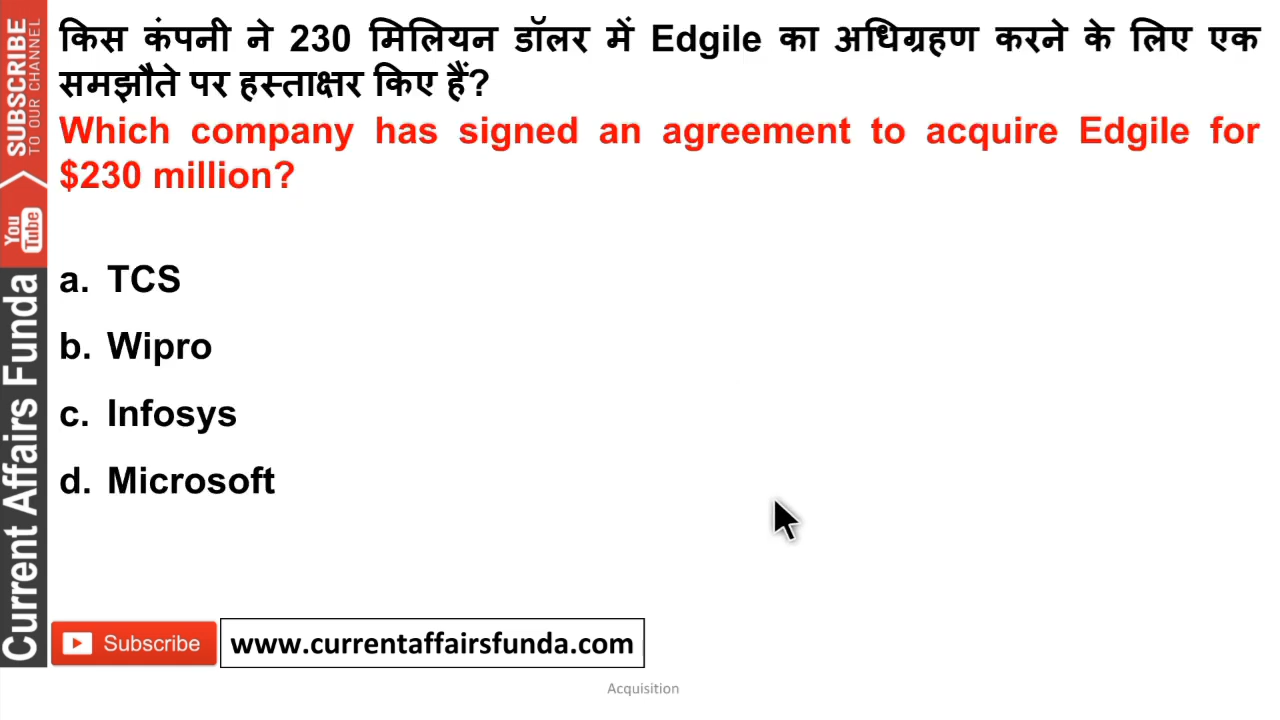 किस कंपनी ने 230 मिलियन डॉलर में Edgile का अधिग्रहण करने के लिए एक
समझौते पर हस्ताक्षर किए हैं?
Which company has signed an agreement to acquire Edgile for
$230 million?
a. TCS
b. Wipro
c. Infosys
d. Microsoft
SUBSCRIBE
TO OUR CHANNEL
You
Tube
Current Affairs Funda
Subscribe
www.currentaffairsfunda.com
Acquisition